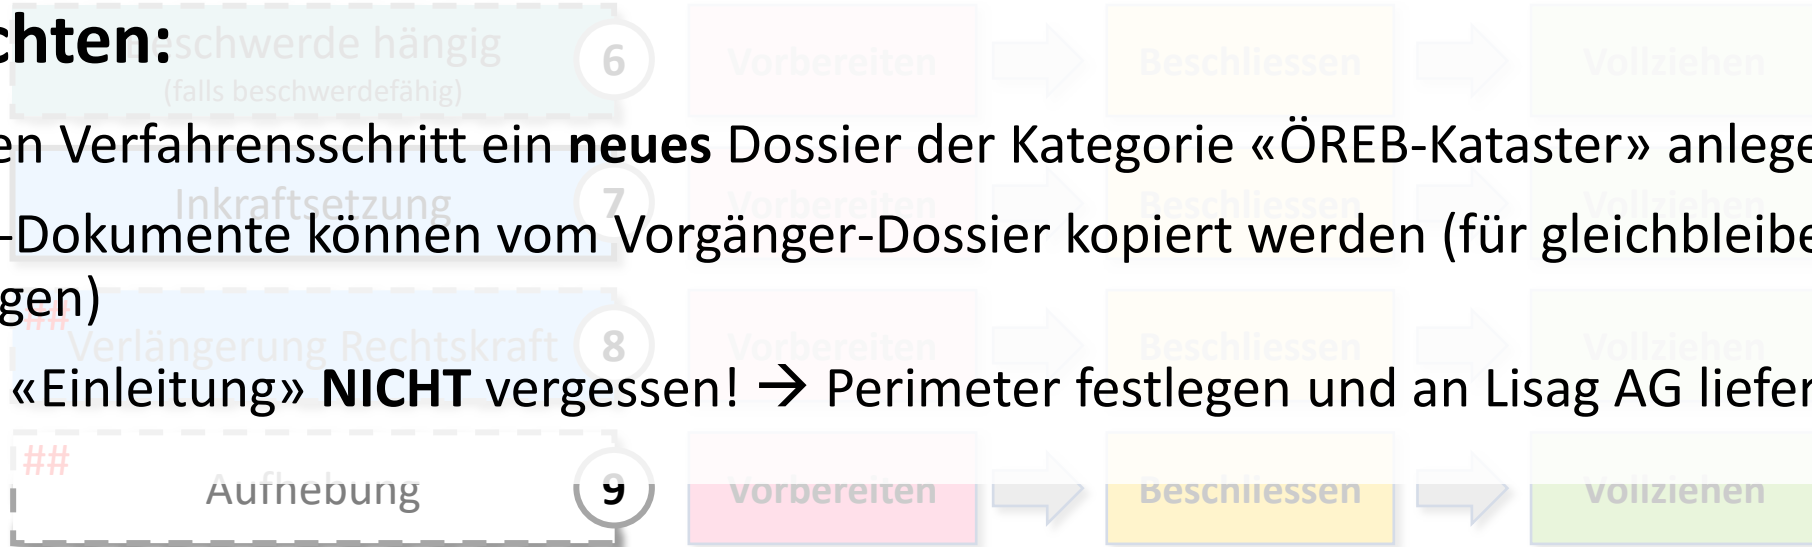 chten:
Beschwerde hängig 6 Vorbereiten Beschliessen Vollziehen
(falls beschwerdefähig)
en Verfahrensschritt ein neues Dossier der Kategorie «ÖREB-Kataster» anlege
Inkraftsetzung 7 Vorbereiten Beschliessen Vollziehen
-Dokumente können vom Vorgänger-Dossier kopiert werden (für gleichbleibe
gen)
## Verlängerung Rechtskraft 8 Vorbereiten Beschliessen Vollziehen
«Einleitung» NICHT vergessen! → Perimeter festlegen und an Lisag AG liefer
## Aufhebung 9 Vorbereiten Beschliessen Vollziehen